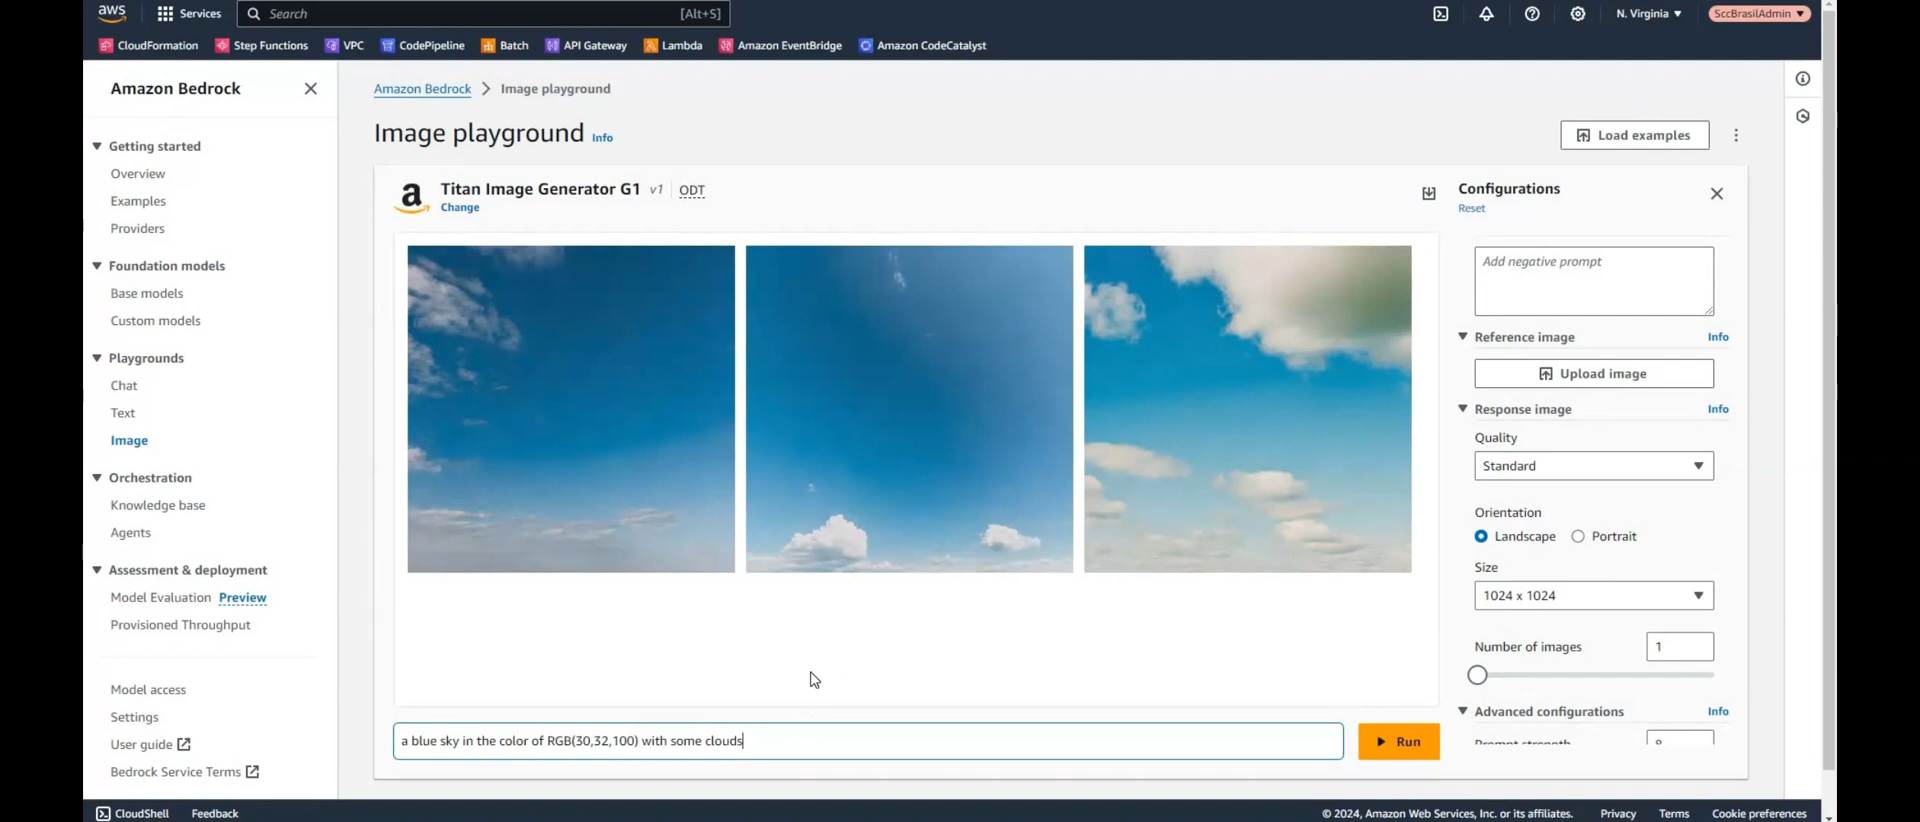 aws
Services
Search
[Alt+S]
N. Virginia
SccBrasilAdmin
CloudFormation
Step Functions
VPC
CodePipeline
Batch
API Gateway
Lambda
Amazon EventBridge
Amazon CodeCatalyst
Amazon Bedrock
Getting started
Overview
Examples
Providers
Foundation models
Base models
Custom models
Playgrounds
Chat
Text
Image
Orchestration
Knowledge base
Agents
Assessment & deployment
Model Evaluation Preview
Provisioned Throughput
Model access
Settings
User guide
Bedrock Service Terms
Amazon Bedrock > Image playground
Image playground Info
Load examples
Titan Image Generator G1 v1 | ODT
Change
a blue sky in the color of RGB(30,32,100) with some clouds
Run
Configurations
Reset
Add negative prompt
Reference image Info
Upload image
Response image Info
Quality
Standard
Orientation
Landscape Portrait
Size
1024 x 1024
Number of images 1
Advanced configurations Info
Prompt strength
CloudShell Feedback
© 2024, Amazon Web Services, Inc. or its affiliates. Privacy Terms Cookie preferences